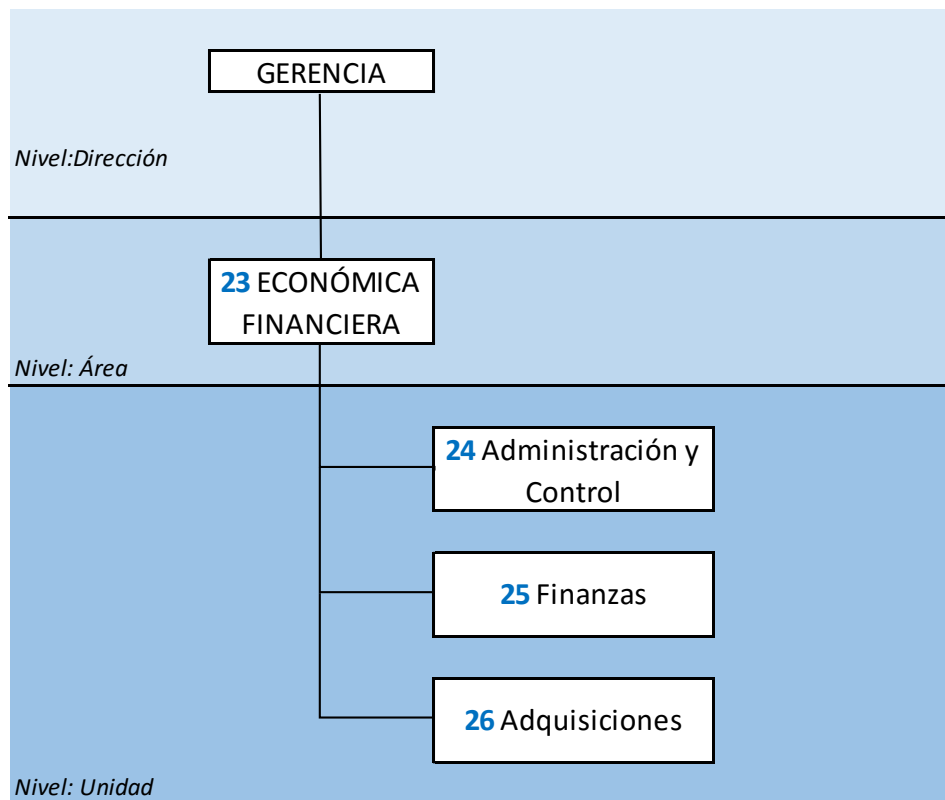 GERENCIA
Nivel:Dirección
23 ECONÓMICA
FINANCIERA
Nivel: Área
24 Administración y
Control
25 Finanzas
26 Adquisiciones
Nivel: Unidad